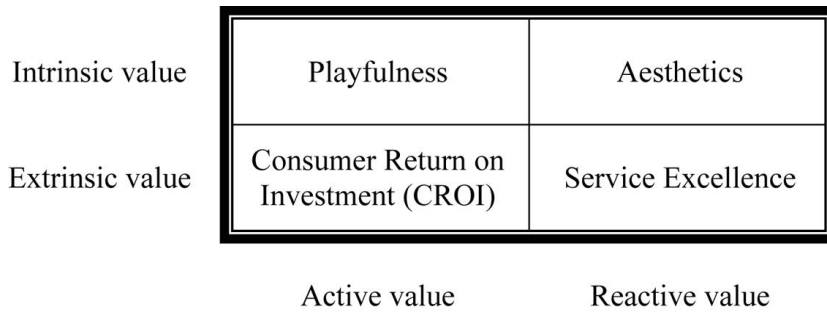 Intrinsic value
Playfulness
Aesthetics
Extrinsic value
Consumer Return on
Investment (CROI)
Service Excellence
Active value
Reactive value